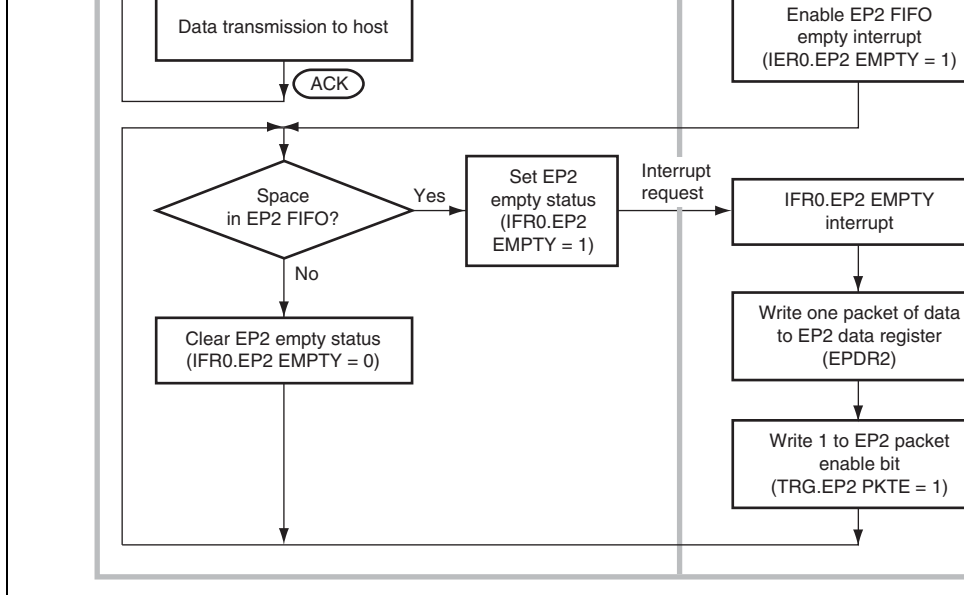 Data transmission to host
ACK
Enable EP2 FIFO
empty interrupt
(IER0.EP2 EMPTY = 1)
Space
in EP2 FIFO?
Yes
No
Set EP2
empty status
(IFR0.EP2
EMPTY = 1)
Interrupt
request
IFR0.EP2 EMPTY
interrupt
Clear EP2 empty status
(IFR0.EP2 EMPTY = 0)
Write one packet of data
to EP2 data register
(EPDR2)
Write 1 to EP2 packet
enable bit
(TRG.EP2 PKTE = 1)